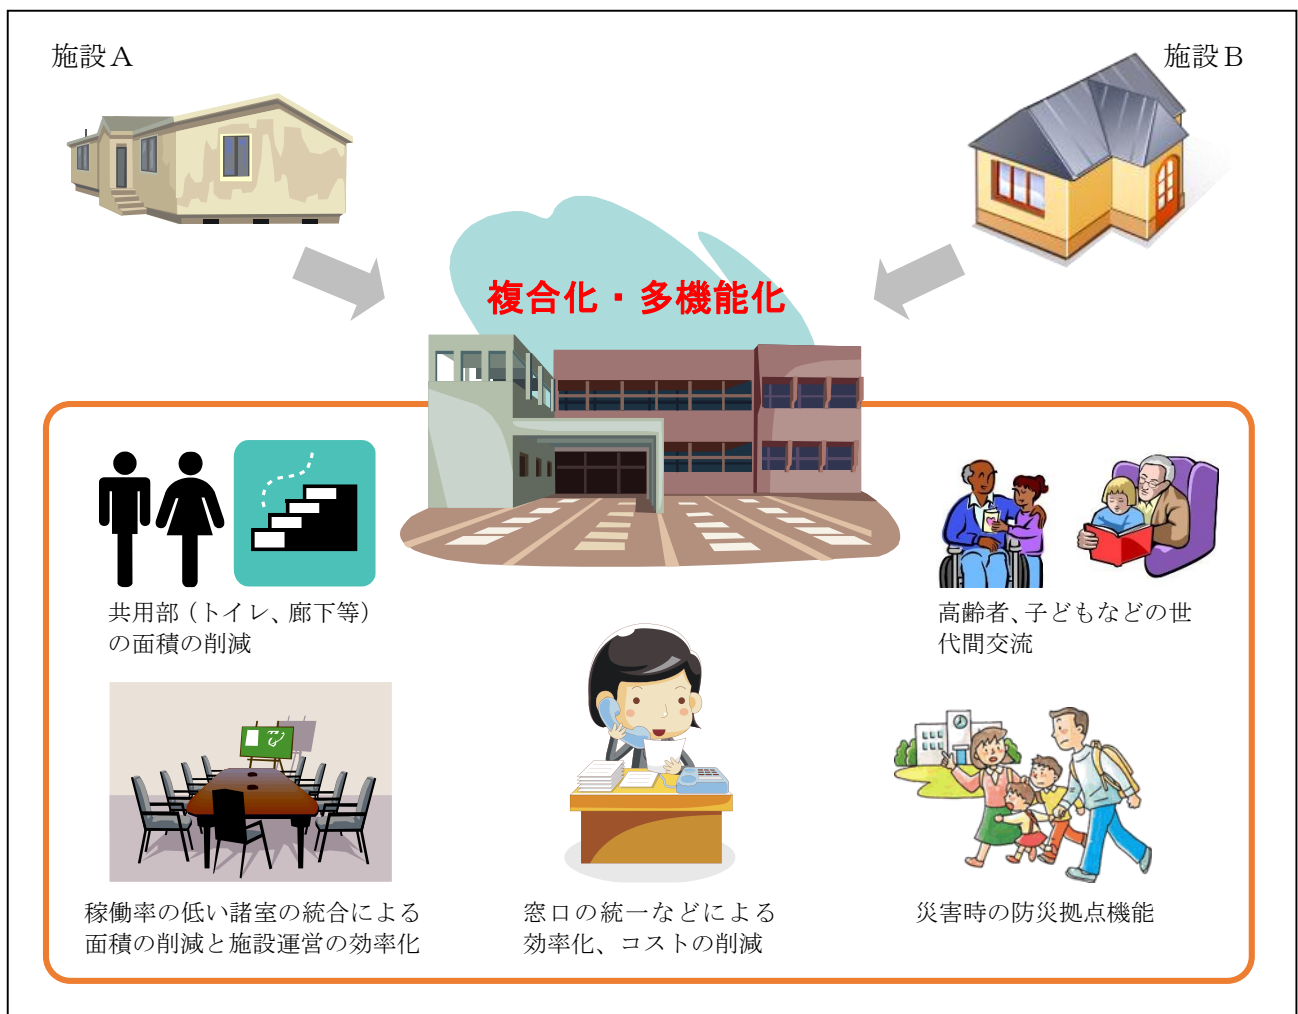 施設A
施設B
複合化・多機能化
共用部（トイレ、廊下等）
の面積の削減
高齢者、子どもなどの世
代間交流
稼働率の低い諸室の統合による
面積の削減と施設運営の効率化
窓口の統一などによる
効率化、コストの削減
災害時の防災拠点機能